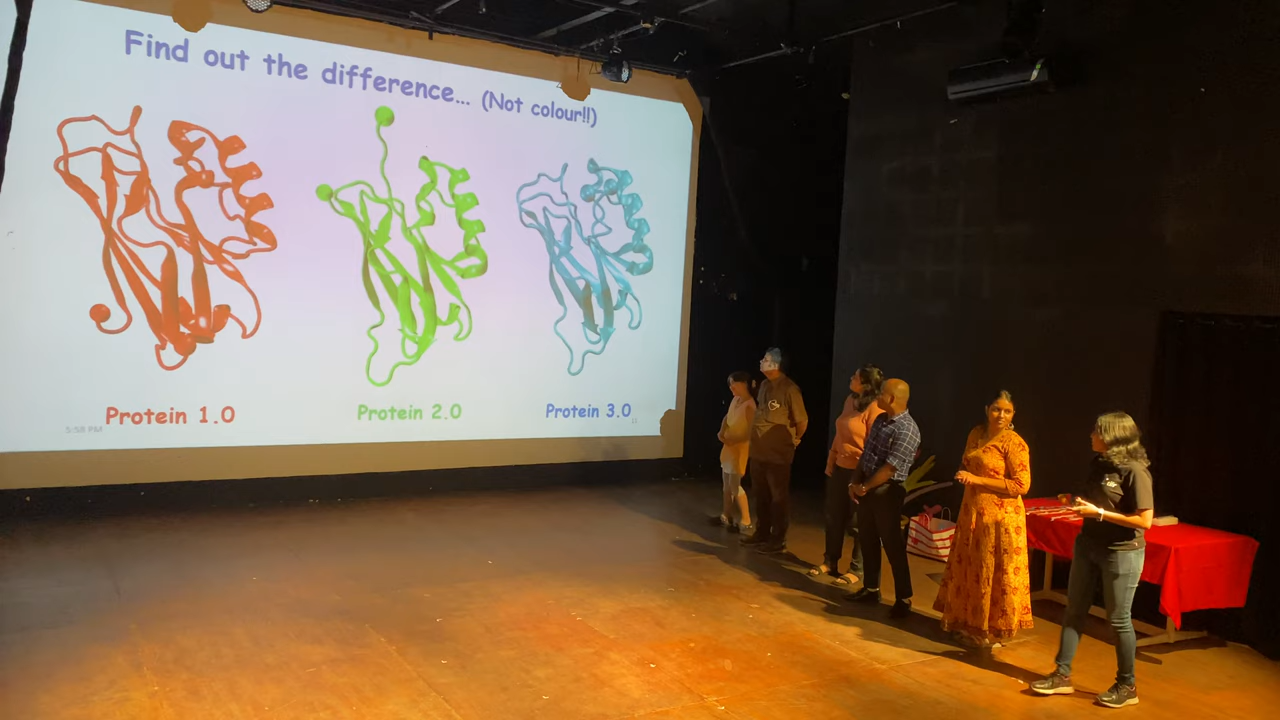 Find out the difference... (Not colour!!)
Protein 1.0
Protein 2.0
Protein 3.0
5:58 PM